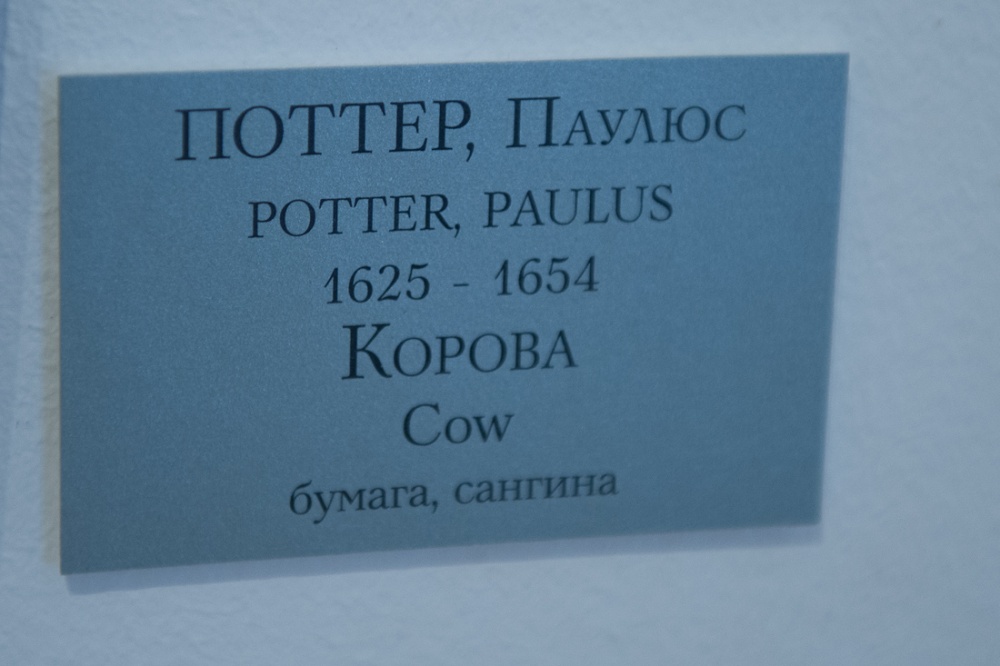 ПОТТЕР, Паулюс
POTTER, PAULUS
1625 - 1654
Корова
Cow
бумага, сангина